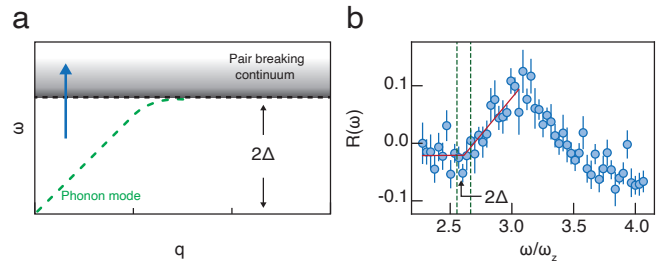 a
Pair breaking
continuum
ω
2Δ
Phonon mode
q
b
R(ω)
0.1
0.0
-0.1
2Δ
2.5
3.0
3.5
4.0
ω/ω_z